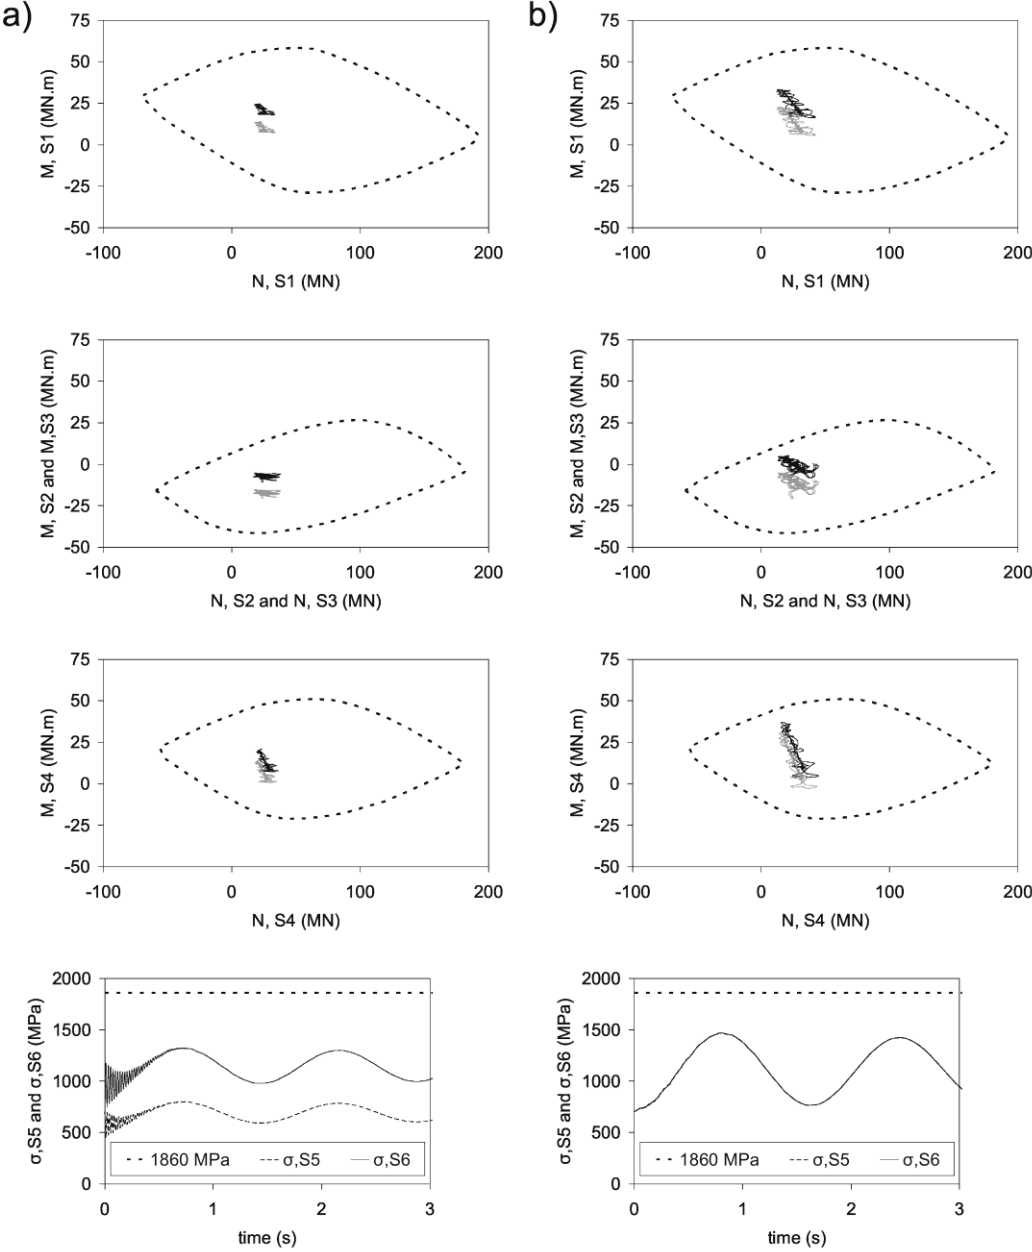 a)
75
50
25
0
-25
-50
M, S1 (MN.m)
-100 0 100 200
N, S1 (MN)
b)
75
50
25
0
-25
-50
M, S1 (MN.m)
-100 0 100 200
N, S1 (MN)
75
50
25
0
-25
-50
M, S2 and M,S3 (MN.m)
-100 0 100 200
N, S2 and N, S3 (MN)
75
50
25
0
-25
-50
M, S2 and M,S3 (MN.m)
-100 0 100 200
N, S2 and N, S3 (MN)
75
50
25
0
-25
-50
M, S4 (MN.m)
-100 0 100 200
N, S4 (MN)
75
50
25
0
-25
-50
M, S4 (MN.m)
-100 0 100 200
N, S4 (MN)
2000
1500
1000
500
0
σ,S5 and σ,S6 (MPa)
1860 MPa σ,S5 σ,S6
0 1 2 3
time (s)
2000
1500
1000
500
0
σ,S5 and σ,S6 (MPa)
1860 MPa σ,S5 σ,S6
0 1 2 3
time (s)